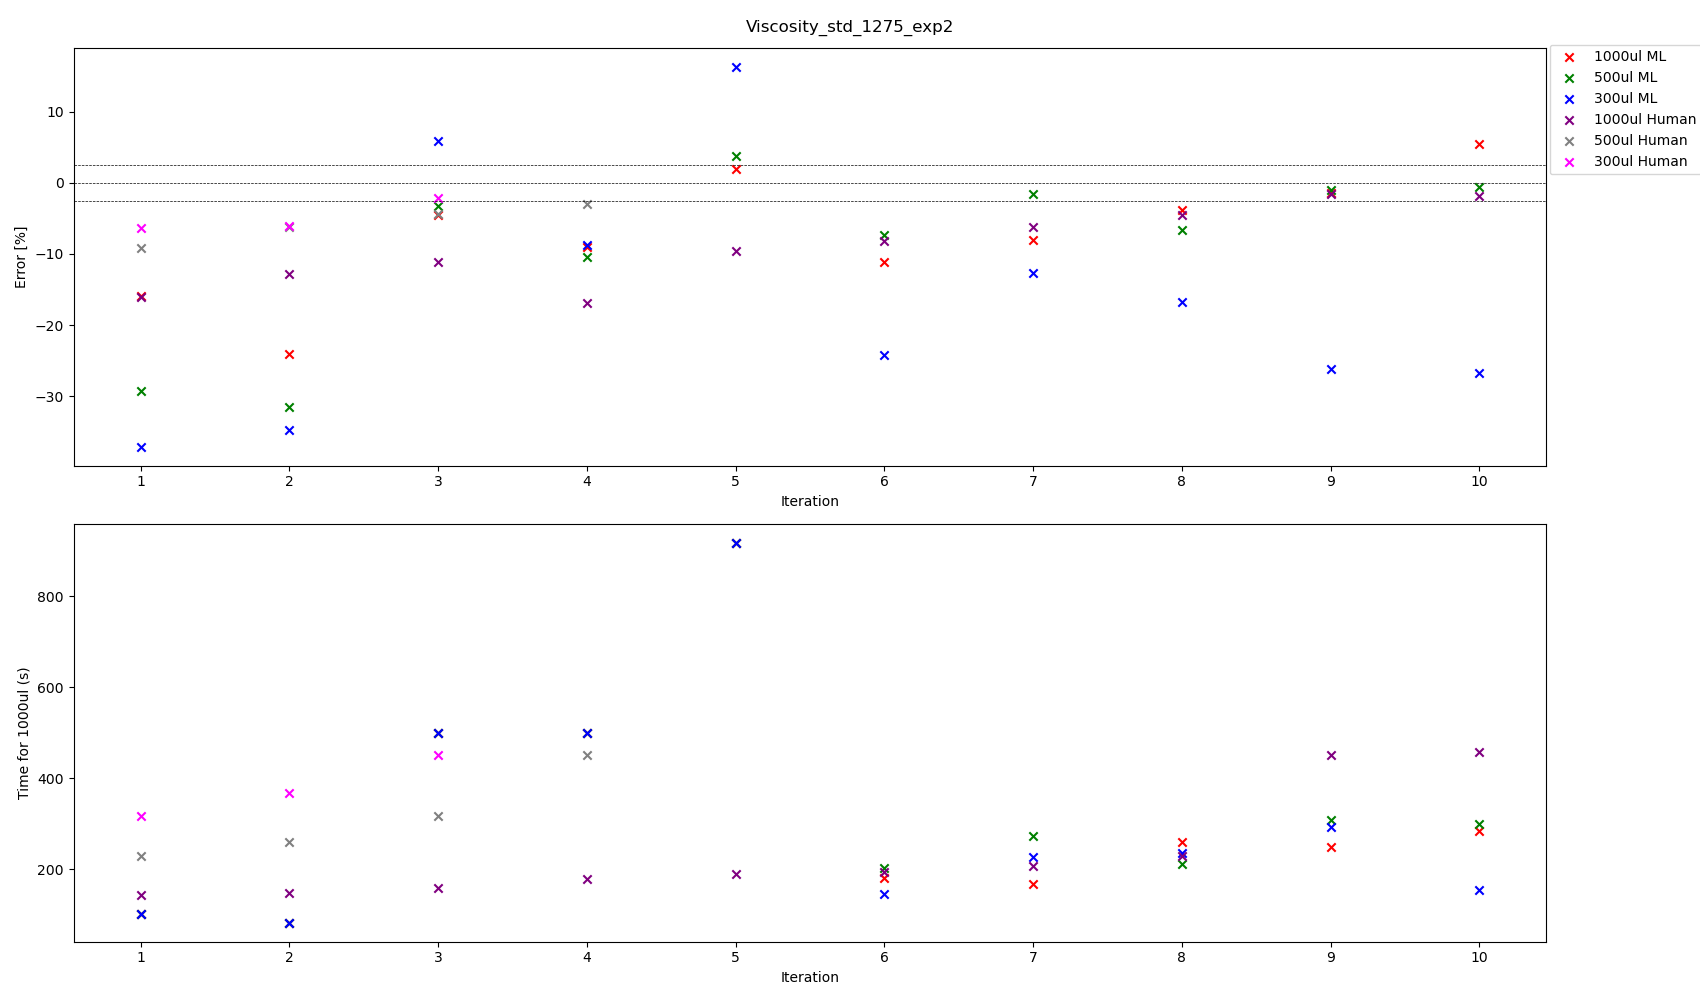 Viscosity_std_1275_exp2
1000ul ML
500ul ML
300ul ML
1000ul Human
500ul Human
300ul Human
Error [%]
10
0
−10
−20
−30
1 2 3 4 5 6 7 8 9 10
Iteration
Time for 1000ul (s)
800
600
400
200
1 2 3 4 5 6 7 8 9 10
Iteration